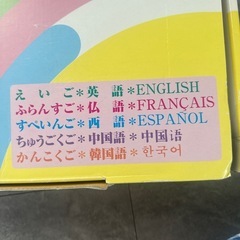 えいご*英語*ENGLISH
ふらんすご*仏語*FRANÇAIS
すぺいんご*西語*ESPAÑOL
ちゅうごくご*中国語*中国语
かんこくご*韓国語*한국어